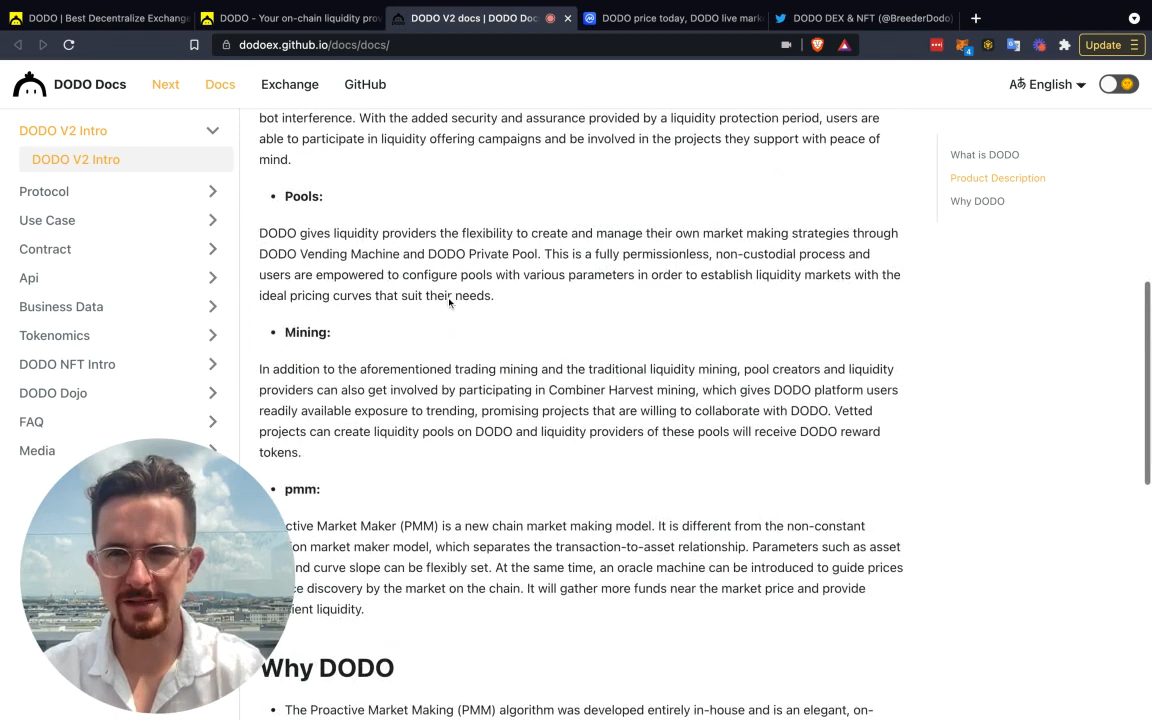 DODO | Best Decentralize Exchange
DODO - Your on-chain liquidity prov
DODO V2 docs | DODO Doc
DODO price today, DODO live mark
DODO DEX & NFT (@BreederDodo)
dodoex.github.io/docs/docs/
4
Update
DODO Docs
Next
Docs
Exchange
GitHub
English
DODO V2 Intro
DODO V2 Intro
Protocol
Use Case
Contract
Api
Business Data
Tokenomics
DODO NFT Intro
DODO Dojo
FAQ
Media
bot interference. With the added security and assurance provided by a liquidity protection period, users are
able to participate in liquidity offering campaigns and be involved in the projects they support with peace of
mind.
• Pools:
DODO gives liquidity providers the flexibility to create and manage their own market making strategies through
DODO Vending Machine and DODO Private Pool. This is a fully permissionless, non-custodial process and
users are empowered to configure pools with various parameters in order to establish liquidity markets with the
ideal pricing curves that suit their needs.
• Mining:
In addition to the aforementioned trading mining and the traditional liquidity mining, pool creators and liquidity
providers can also get involved by participating in Combiner Harvest mining, which gives DODO platform users
readily available exposure to trending, promising projects that are willing to collaborate with DODO. Vetted
projects can create liquidity pools on DODO and liquidity providers of these pools will receive DODO reward
tokens.
• pmm:
ctive Market Maker (PMM) is a new chain market making model. It is different from the non-constant
ion market maker model, which separates the transaction-to-asset relationship. Parameters such as asset
nd curve slope can be flexibly set. At the same time, an oracle machine can be introduced to guide prices
e discovery by the market on the chain. It will gather more funds near the market price and provide
ient liquidity.
Why DODO
• The Proactive Market Making (PMM) algorithm was developed entirely in-house and is an elegant, on-
What is DODO
Product Description
Why DODO